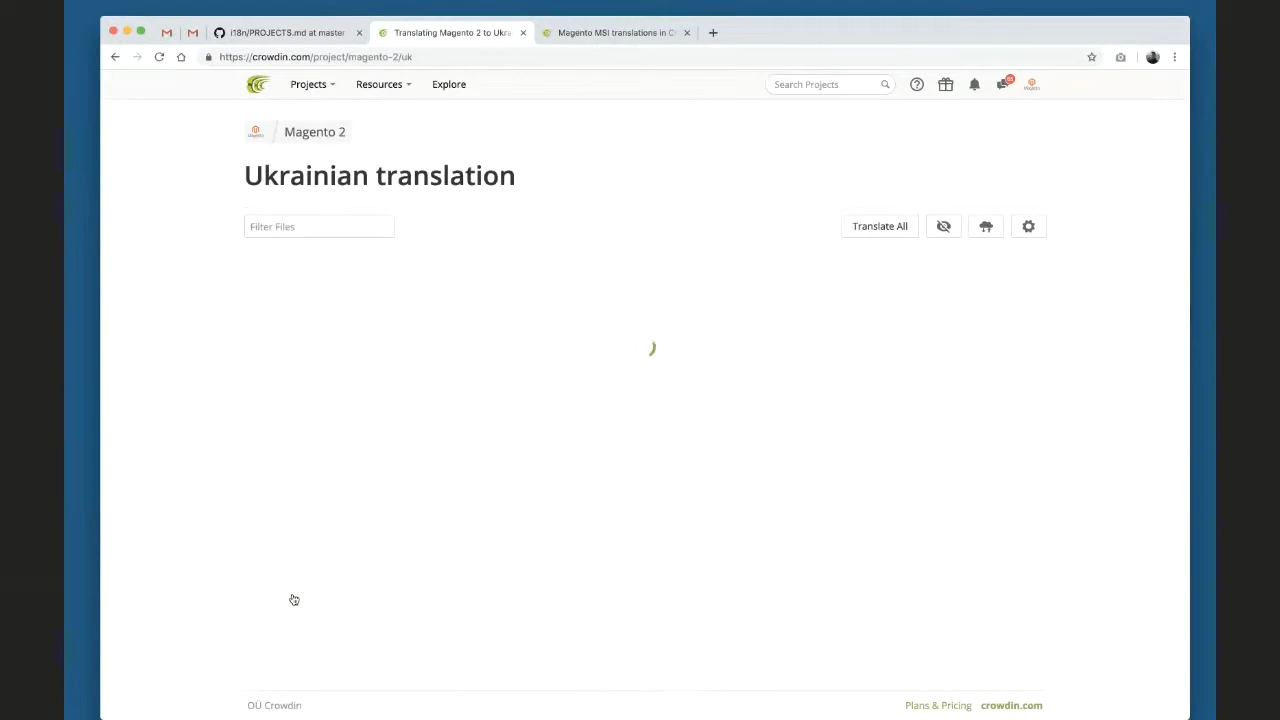 i18n/PROJECTS.md at master
Translating Magento 2 to Ukra
Magento MSI translations in C
https://crowdin.com/project/magento-2/uk
Projects
Resources
Explore
Search Projects
Magento 2
Ukrainian translation
Filter Files
Translate All
OÜ Crowdin
Plans & Pricing
crowdin.com